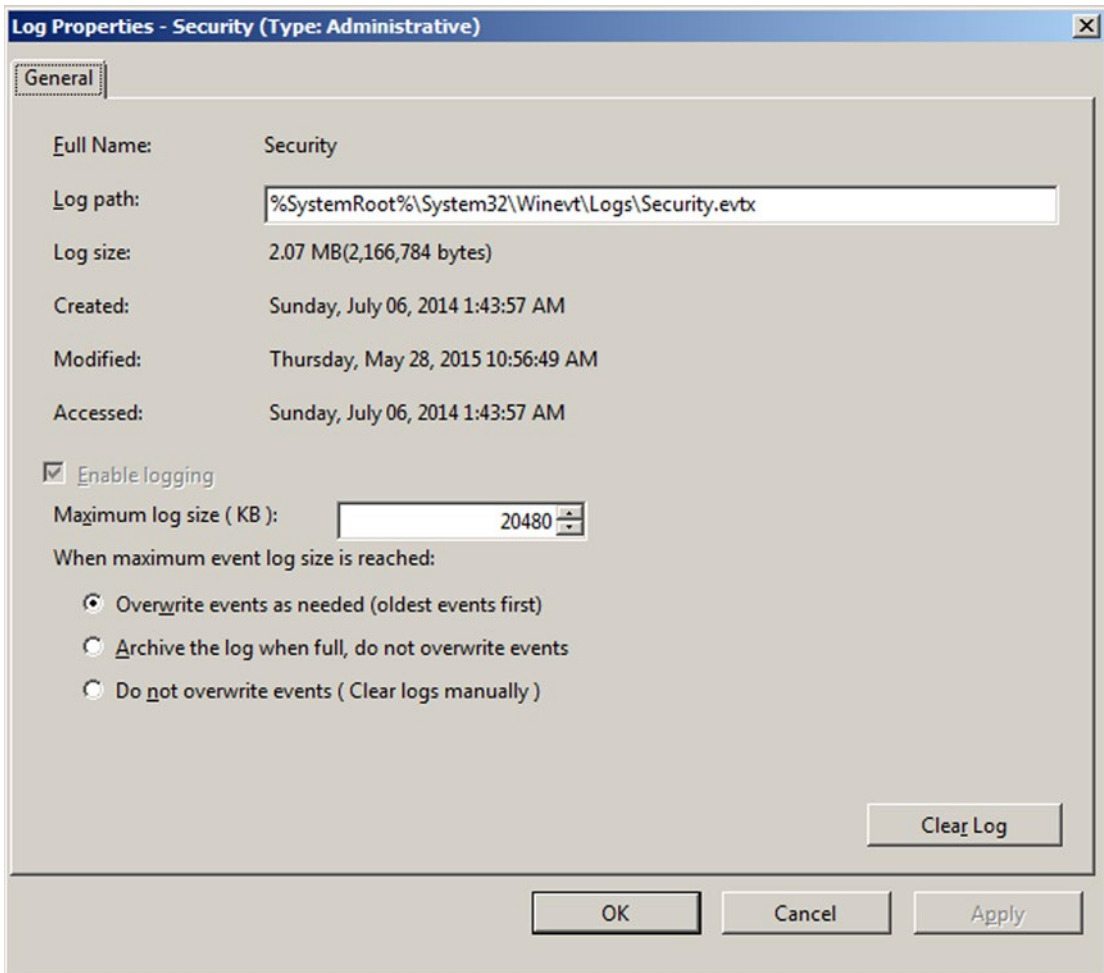 Log Properties - Security (Type: Administrative)
General
Full Name: Security
Log path: %SystemRoot%\System32\Winevt\Logs\Security.evtx
Log size: 2.07 MB(2,166,784 bytes)
Created: Sunday, July 06, 2014 1:43:57 AM
Modified: Thursday, May 28, 2015 10:56:49 AM
Accessed: Sunday, July 06, 2014 1:43:57 AM
Enable logging
Maximum log size ( KB ): 20480
When maximum event log size is reached:
Overwrite events as needed (oldest events first)
Archive the log when full, do not overwrite events
Do not overwrite events ( Clear logs manually )
Clear Log
OK Cancel Apply